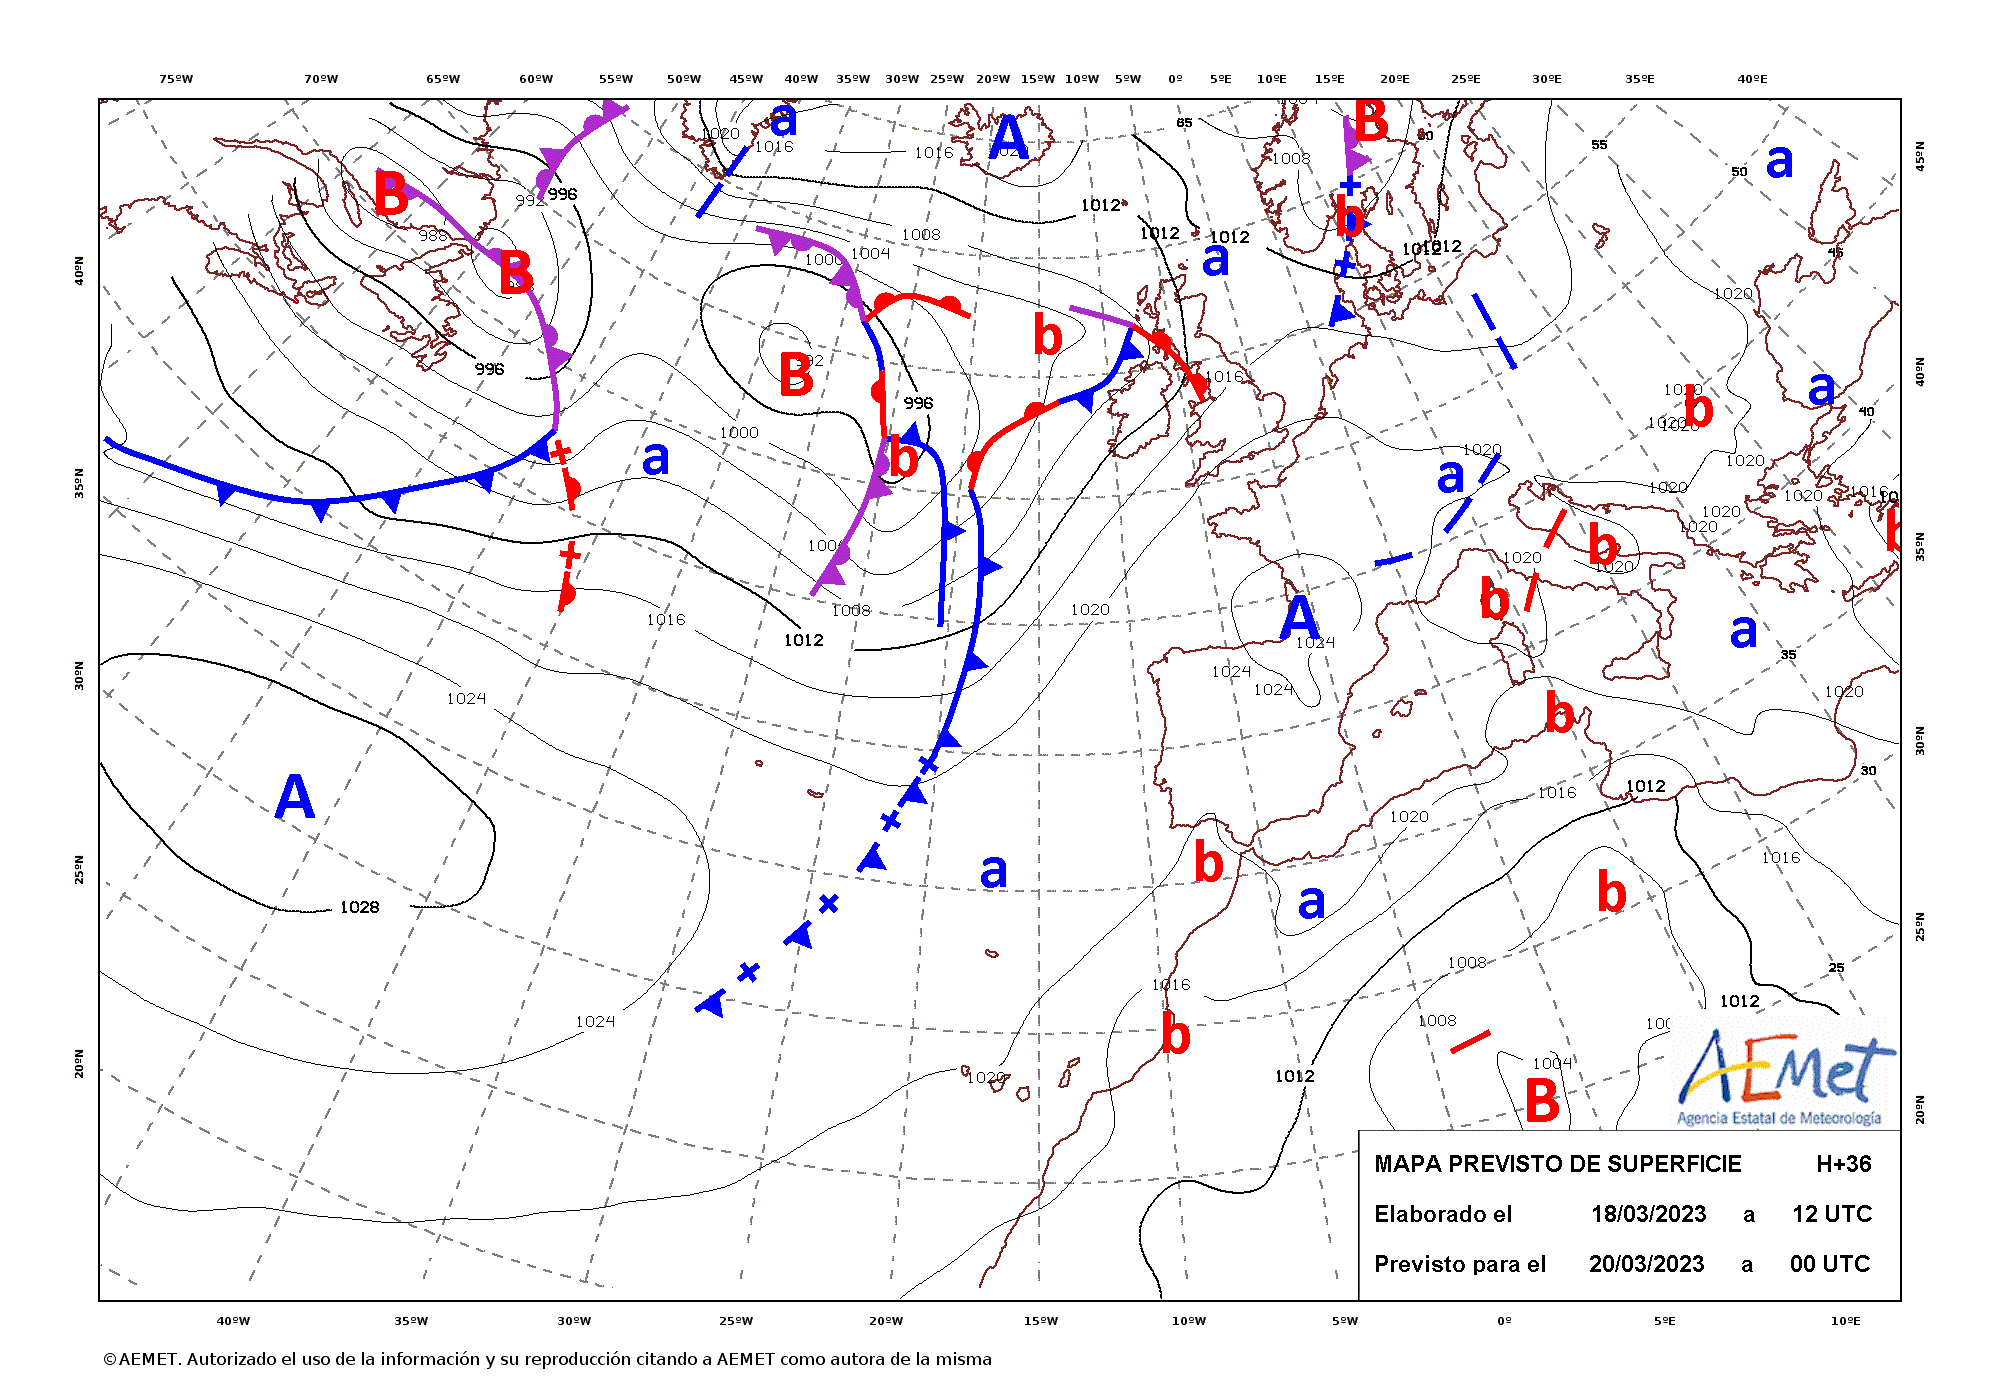 75ºW 70ºW 65ºW 60ºW 55ºW 50ºW 45ºW 40ºW 35ºW 30ºW 25ºW 20ºW 15ºW 10ºW 5ºW 0º 5ºE 10ºE 15ºE 20ºE 25ºE 30ºE 35ºE 40ºE
1020 a A B
1016 1016 65 55 45ºN
B 988 992 996 1008 50 a
1012 1012 1012 b 1012 1012
1008 1004 a 45
40ºN B 1020
b
996 B 1016 40ºN
996 b a 40
1000 a b 1020 a 1020
35ºN 1020 1020 1016
A b b 35ºN
1008 1020 b 1020
1016 1012 A a 35
30ºN 1024 1024 1024 1020
b 30ºN
A 1012 1016 30
1020
25ºN a b a b 1016
1028 25ºN
1008 25
1016 1012
1024 b 1008
20ºN 1020 1012 1004
B 20ºN
AEMet
Agencia Estatal de Meteorología
MAPA PREVISTO DE SUPERFICIE H+36
Elaborado el 18/03/2023 a 12 UTC
Previsto para el 20/03/2023 a 00 UTC
40ºW 35ºW 30ºW 25ºW 20ºW 15ºW 10ºW 5ºW 0º 5ºE 10ºE
©AEMET. Autorizado el uso de la información y su reproducción citando a AEMET como autora de la misma